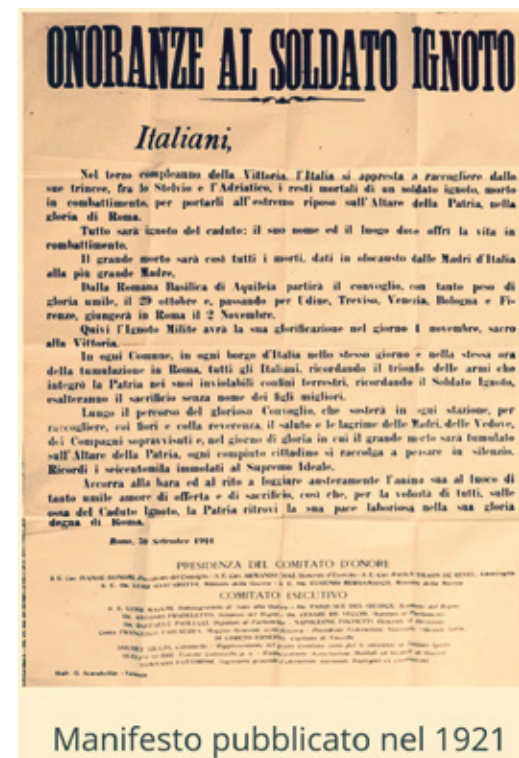 ONORANZE AL SOLDATO IGNOTO
Italiani,
Nel terzo compleanno della Vittoria, l'Italia si appresta a raccogliere dalle
sue trincee, fra lo Stelvio e l'Adriatico, i resti mortali di un soldato ignoto, morto
in combattimento, per portarli all'estremo riposo sull'Altare della Patria, nella
gloria di Roma.
Tutto sarà ignoto del caduto: il suo nome ed il luogo dove offrì la vita in
combattimento.
Il grande morto sarà così tutti i morti, dati in olocausto dalle Madri d'Italia
alla più grande Madre.
Dalla Romana Basilica di Aquileia partirà il convoglio, con tanto peso di
gloria umile, il 29 ottobre e, passando per Udine, Treviso, Venezia, Bologna e Fi-
renze, giungerà in Roma il 2 Novembre.
Quivi l'Ignoto Milite avrà la sua glorificazione nel giorno 4 novembre, sacro
alla Vittoria.
In ogni Comune, in ogni borgo d'Italia nello stesso giorno e nella stessa ora
della tumulazione in Roma, tutti gli Italiani, ricordando il trionfo delle armi che
integrò la Patria nei suoi inviolabili confini terrestri, ricordando il Soldato Ignoto,
esalteranno il sacrificio senza nome dei figli migliori.
Lungo il percorso del glorioso Convoglio, che sosterà in ogni stazione, per
raccogliere, coi fiori e colla reverenza, il saluto e le lagrime delle Madri, delle Vedove,
dei Compagni sopravvisuti e, nel giorno di gloria in cui il grande morto sarà tumulato
sull'Altare della Patria, ogni compiuto cittadino si raccolga a pensare in silenzio.
Ricordi i seicentomila immolati al Supremo Ideale.
Accorra alla bara ed al rito a foggiare austeramente l'anima sua al fuoco di
tanto umile amore di offerta e di sacrificio, così che, per la volontà di tutti, sulle
ossa del Caduto Ignoto, la Patria ritrovi la sua pace laboriosa nella sua gloria
degna di Roma.
Roma, Settembre 1921
PRESIDENZA DEL COMITATO D'ONORE
COMITATO ESECUTIVO
Manifesto pubblicato nel 1921